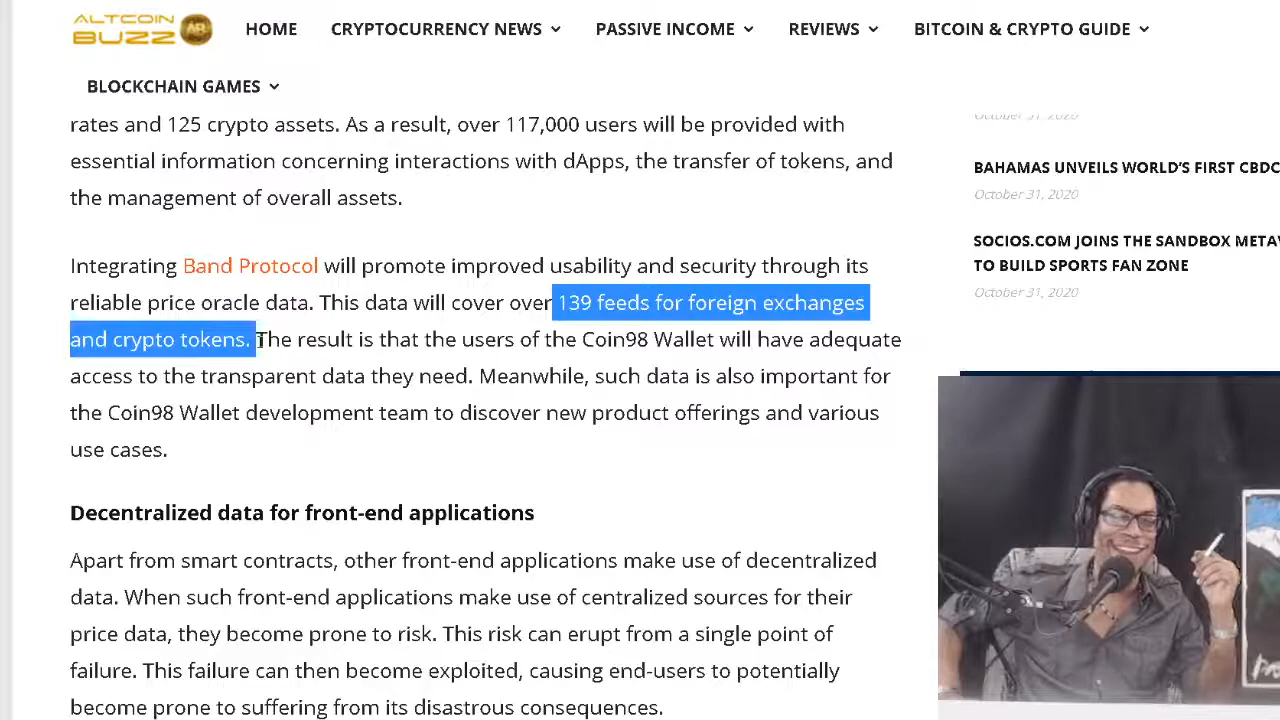 ALTCOIN
BUZZ AB
HOME CRYPTOCURRENCY NEWS PASSIVE INCOME REVIEWS BITCOIN & CRYPTO GUIDE
BLOCKCHAIN GAMES
rates and 125 crypto assets. As a result, over 117,000 users will be provided with
essential information concerning interactions with dApps, the transfer of tokens, and
the management of overall assets.
Integrating Band Protocol will promote improved usability and security through its
reliable price oracle data. This data will cover over 139 feeds for foreign exchanges
and crypto tokens. The result is that the users of the Coin98 Wallet will have adequate
access to the transparent data they need. Meanwhile, such data is also important for
the Coin98 Wallet development team to discover new product offerings and various
use cases.
Decentralized data for front-end applications
Apart from smart contracts, other front-end applications make use of decentralized
data. When such front-end applications make use of centralized sources for their
price data, they become prone to risk. This risk can erupt from a single point of
failure. This failure can then become exploited, causing end-users to potentially
become prone to suffering from its disastrous consequences.
October 31, 2020
BAHAMAS UNVEILS WORLD'S FIRST CBDC
October 31, 2020
SOCIOS.COM JOINS THE SANDBOX META
TO BUILD SPORTS FAN ZONE
October 31, 2020